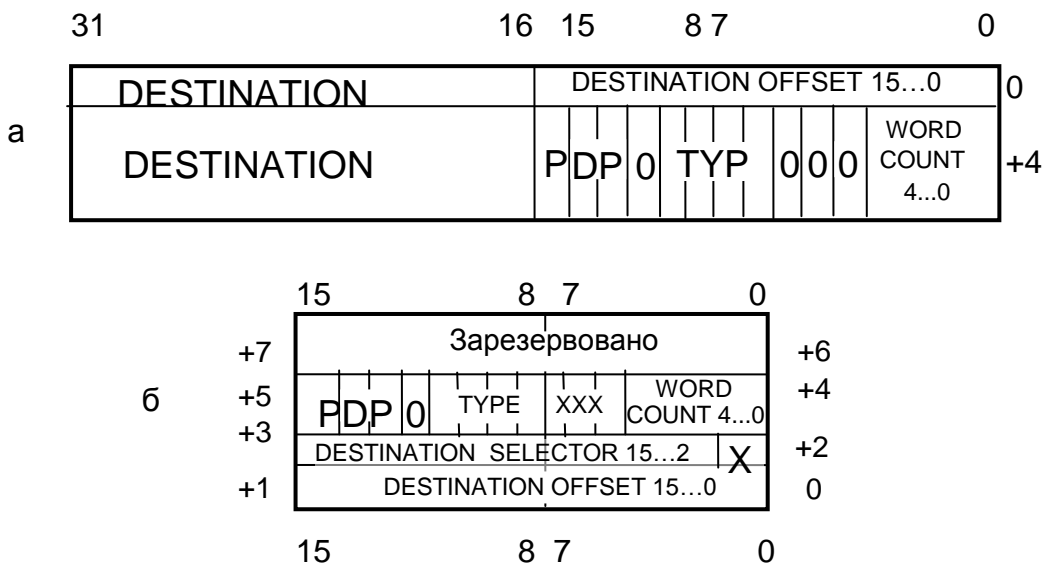 31 16 15 8 7 0
DESTINATION DESTINATION OFFSET 15...0 0
а
DESTINATION P DP 0 TYP 0 0 0 WORD COUNT 4...0 +4
15 8 7 0
+7 Зарезервовано +6
б
+5 P DP 0 TYPE XXX WORD COUNT 4...0 +4
+3 DESTINATION SELECTOR 15...2 X +2
+1 DESTINATION OFFSET 15...0 0
15 8 7 0